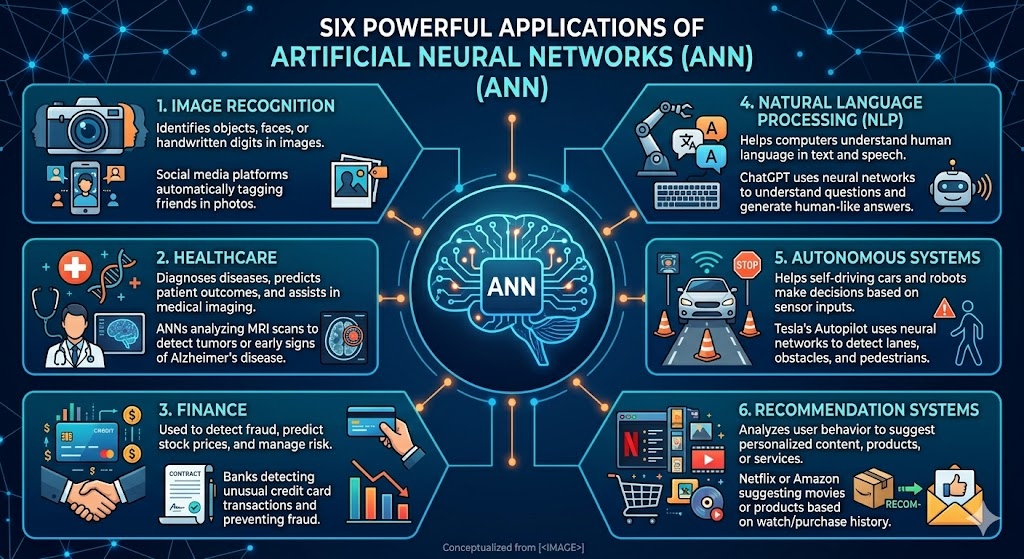 SIX POWERFUL APPLICATIONS OF
ARTIFICIAL NEURAL NETWORKS (ANN)
(ANN)
1. IMAGE RECOGNITION
Identifies objects, faces, or
handwritten digits in images.
Social media platforms
automatically tagging
friends in photos.
2. HEALTHCARE
Diagnoses diseases, predicts
patient outcomes, and assists in
medical imaging.
ANNs analyzing MRI scans to
detect tumors or early signs
of Alzheimer's disease.
3. FINANCE
Used to detect fraud, predict
stock prices, and manage risk.
CREDIT
$
$
$
$
CONTRACT
Banks detecting
unusual credit card
transactions and
preventing fraud.
ANN
4. NATURAL LANGUAGE
PROCESSING (NLP)
Helps computers understand human
language in text and speech.
文A
A
A
ChatGPT uses neural networks
to understand questions and
generate human-like answers.
5. AUTONOMOUS SYSTEMS
Helps self-driving cars and robots
make decisions based on
sensor inputs.
STOP
Tesla's Autopilot uses neural
networks to detect lanes,
obstacles, and pedestrians.
6. RECOMMENDATION SYSTEMS
Analyzes user behavior to suggest
personalized content, products,
or services.
N
Netflix or Amazon
suggesting movies
or products based
on watch/purchase history.
RECOM-
Conceptualized from [<IMAGE>]